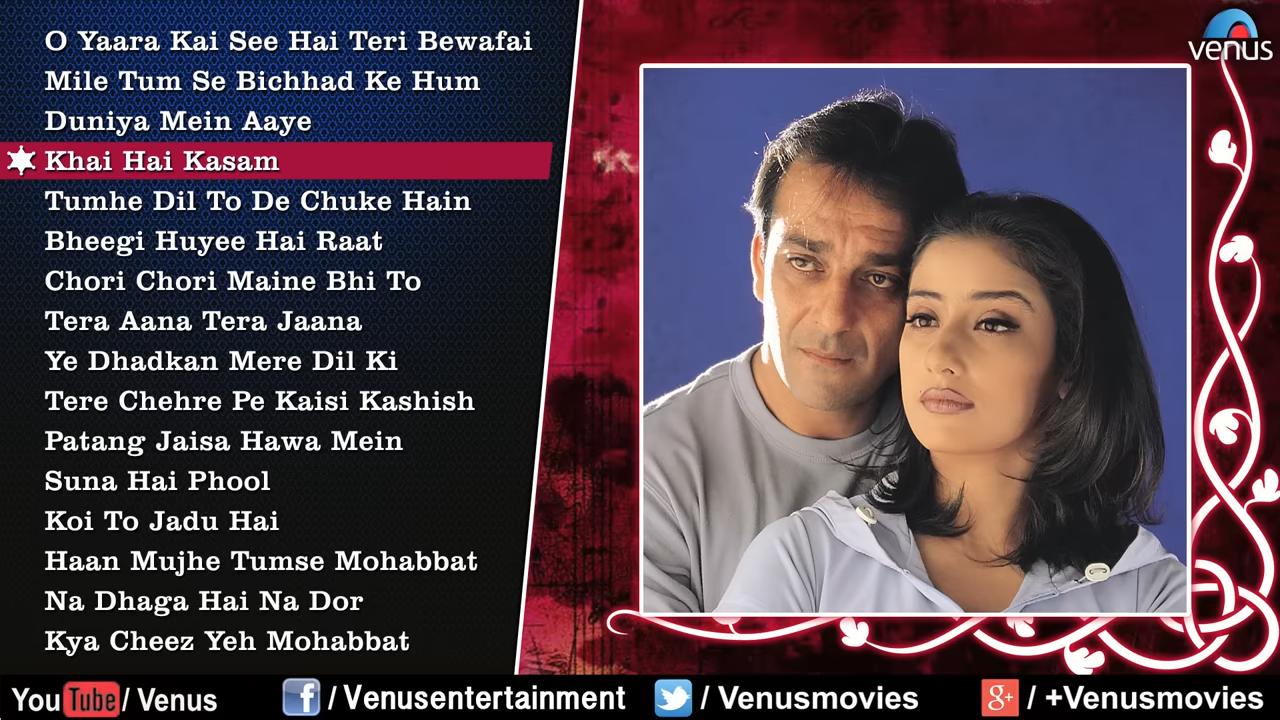 O Yaara Kai See Hai Teri Bewafai
Mile Tum Se Bichhad Ke Hum
Duniya Mein Aaye
Khai Hai Kasam
Tumhe Dil To De Chuke Hain
Bheegi Huyee Hai Raat
Chori Chori Maine Bhi To
Tera Aana Tera Jaana
Ye Dhadkan Mere Dil Ki
Tere Chehre Pe Kaisi Kashish
Patang Jaisa Hawa Mein
Suna Hai Phool
Koi To Jadu Hai
Haan Mujhe Tumse Mohabbat
Na Dhaga Hai Na Dor
Kya Cheez Yeh Mohabbat
venus
YouTube / Venus f / Venusentertainment / Venusmovies g+ / +Venusmovies